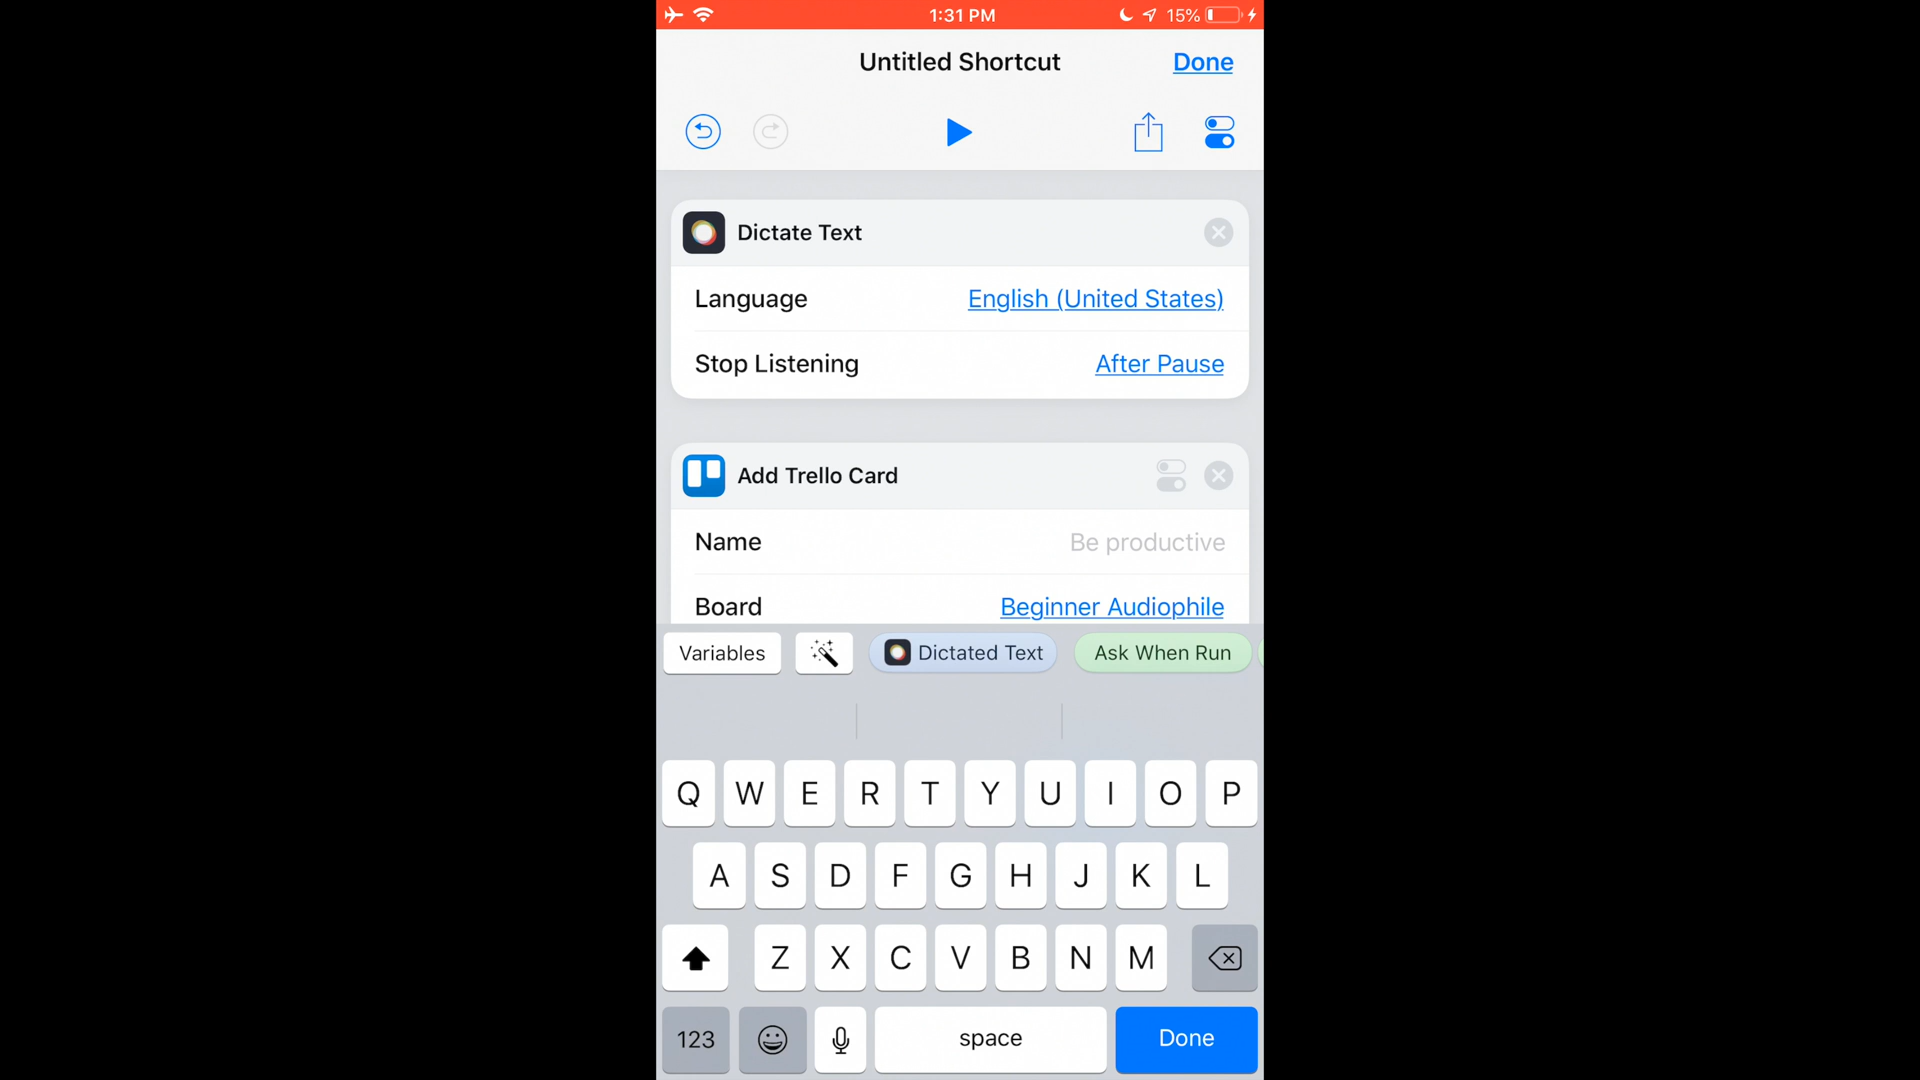 1:31 PM
15%
Untitled Shortcut
Done
Dictate Text
Language
English (United States)
Stop Listening
After Pause
Add Trello Card
Name
Be productive
Board
Beginner Audiophile
Variables
Dictated Text
Ask When Run
Q W E R T Y U I O P
A S D F G H J K L
Z X C V B N M
123
space
Done